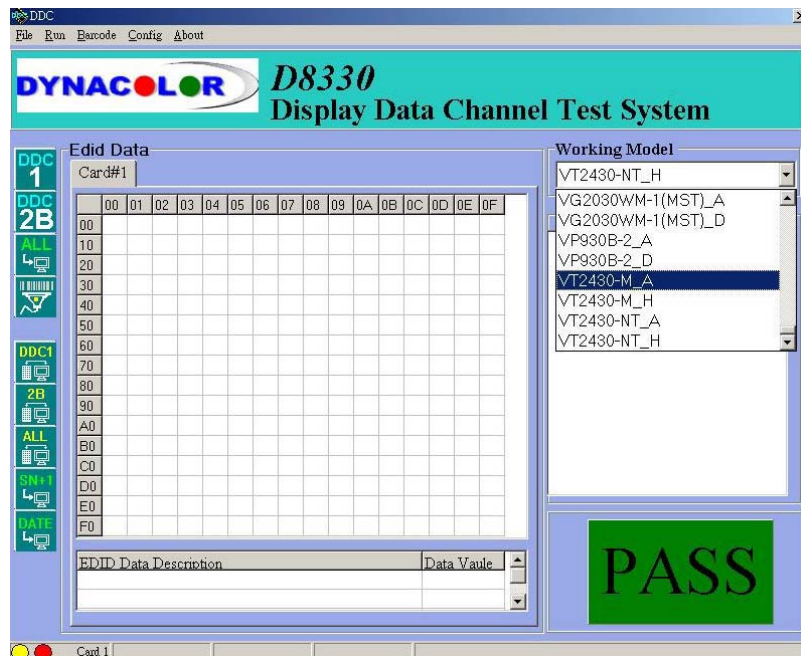 DDC
File Run Barcode Config About
DYNACOLOR
D8330
Display Data Channel Test System
DDC
1
DDC
2B
ALL
DDC1
2B
ALL
SN+1
DATE
Edid Data
Card#1
00 01 02 03 04 05 06 07 08 09 0A 0B 0C 0D 0E 0F
00
10
20
30
40
50
60
70
80
90
A0
B0
C0
D0
E0
F0
EDID Data Description Data Vaule
Working Model
VT2430-NT_H
VG2030WM-1(MST)_A
VG2030WM-1(MST)_D
VP930B-2_A
VP930B-2_D
VT2430-M_A
VT2430-M_H
VT2430-NT_A
VT2430-NT_H
PASS
Card 1